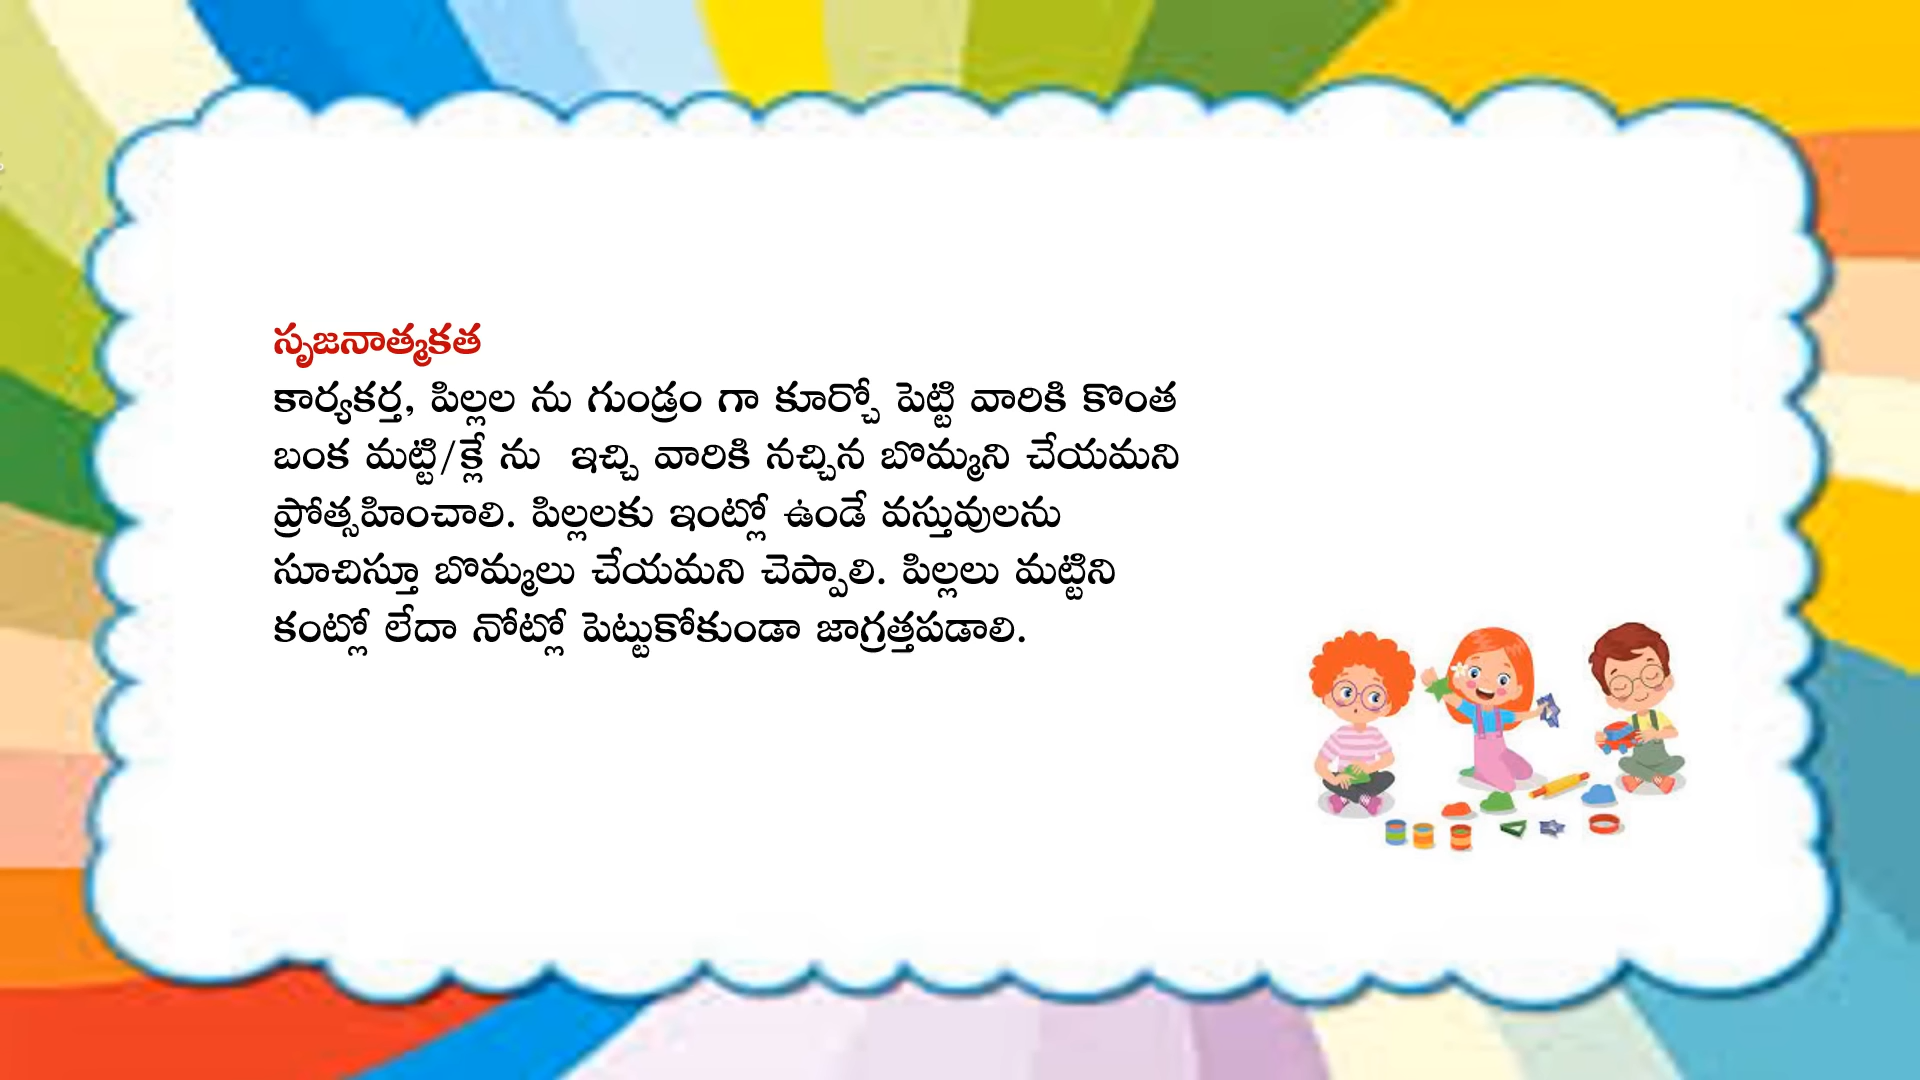 సృజనాత్మకత
కార్యకర్త, పిల్లల ను గుండ్రం గా కూర్చో పెట్టి వారికి కొంత
బంక మట్టి/క్లే ను  ఇచ్చి వారికి నచ్చిన బొమ్మని చేయమని
ప్రోత్సహించాలి. పిల్లలకు ఇంట్లో ఉండే వస్తువులను
సూచిస్తూ బొమ్మలు చేయమని చెప్పాలి. పిల్లలు మట్టిని
కంట్లో లేదా నోట్లో పెట్టుకోకుండా జాగ్రత్తపడాలి.